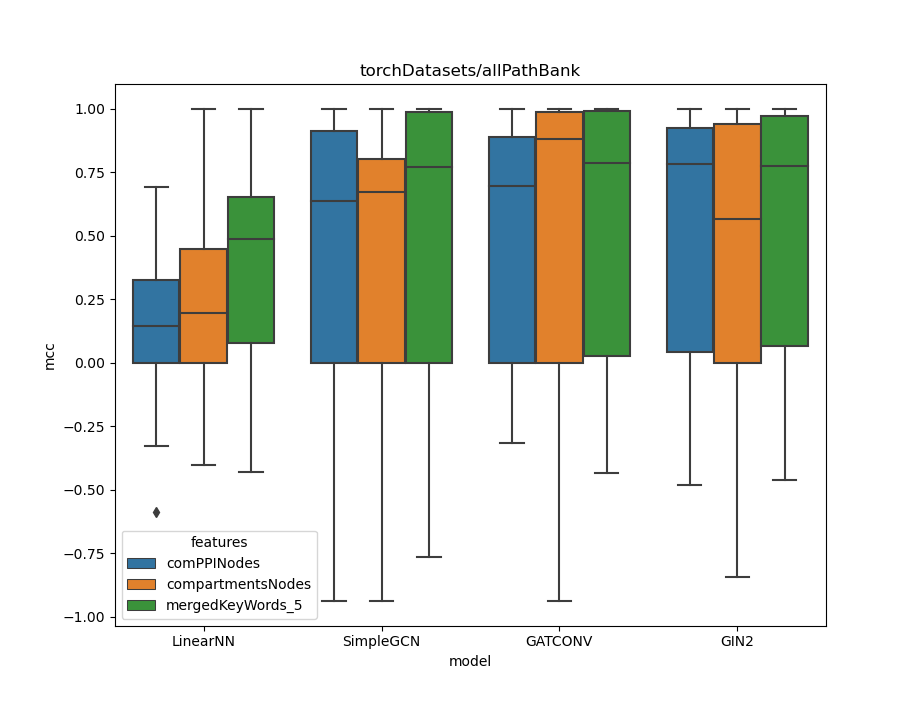 torchDatasets/allPathBank
1.00
0.75
0.50
0.25
0.00
−0.25
−0.50
−0.75
−1.00
mcc
features
comPPINodes
compartmentsNodes
mergedKeyWords_5
LinearNN
SimpleGCN
GATCONV
GIN2
model